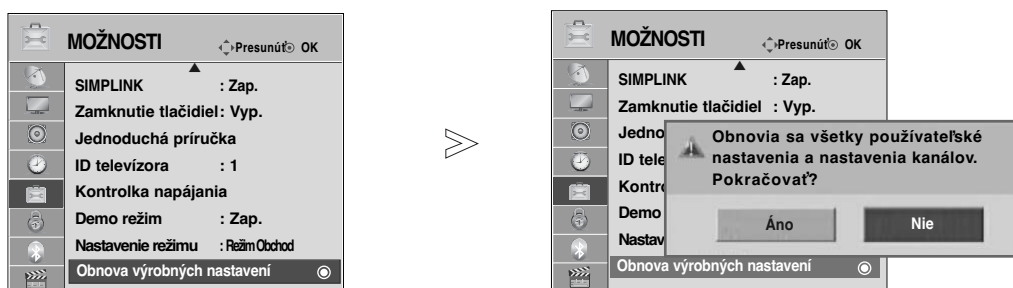 MOŽNOSTI
Presunúť
OK
SIMPLINK : Zap.
Zamknutie tlačidiel : Vyp.
Jednoduchá príručka
ID televízora : 1
Kontrolka napájania
Demo režim : Zap.
Nastavenie režimu : Režim Obchod
Obnova výrobných nastavení
MOŽNOSTI
Presunúť
OK
SIMPLINK : Zap.
Zamknutie tlačidiel : Vyp.
Jedno
ID tele
Kontro
Demo
Nastav
Obnova výrobných nastavení
Obnovia sa všetky používateľské
nastavenia a nastavenia kanálov.
Pokračovať?
Áno
Nie